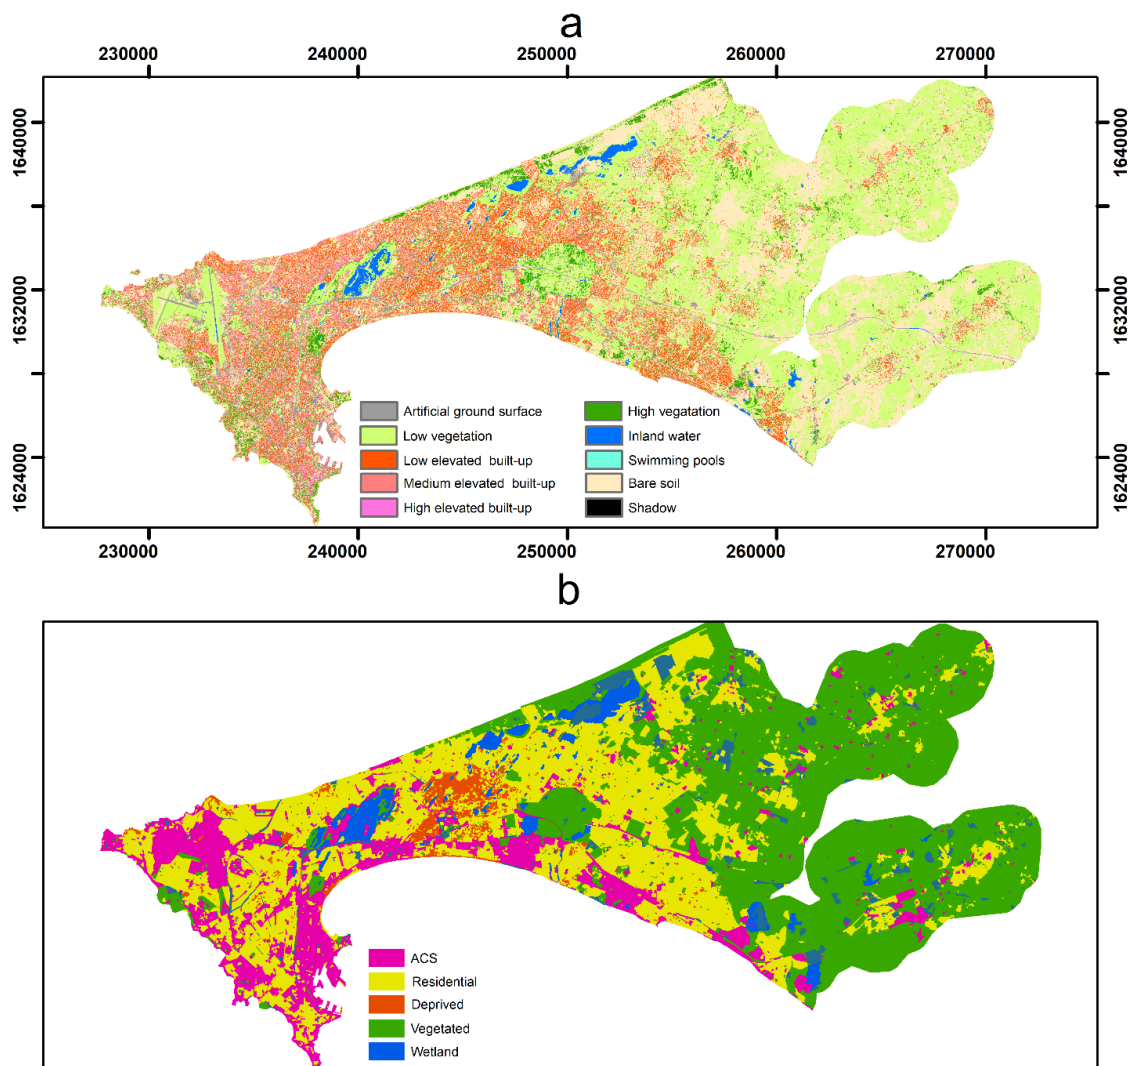 a
230000 240000 250000 260000 270000
1640000 1640000
1632000 1632000
1624000 1624000
Artificial ground surface High vegatation
Low vegetation Inland water
Low elevated built-up Swimming pools
Medium elevated built-up Bare soil
High elevated built-up Shadow
230000 240000 250000 260000 270000
b
ACS
Residential
Deprived
Vegetated
Wetland